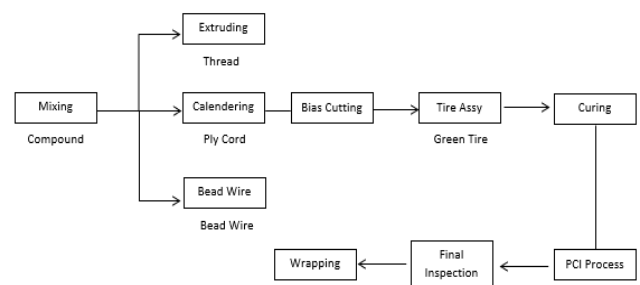 Extruding
Thread
Mixing
Calendering
Bias Cutting
Tire Assy
Curing
Compound
Ply Cord
Green Tire
Bead Wire
Bead Wire
Wrapping
Final
Inspection
PCI Process